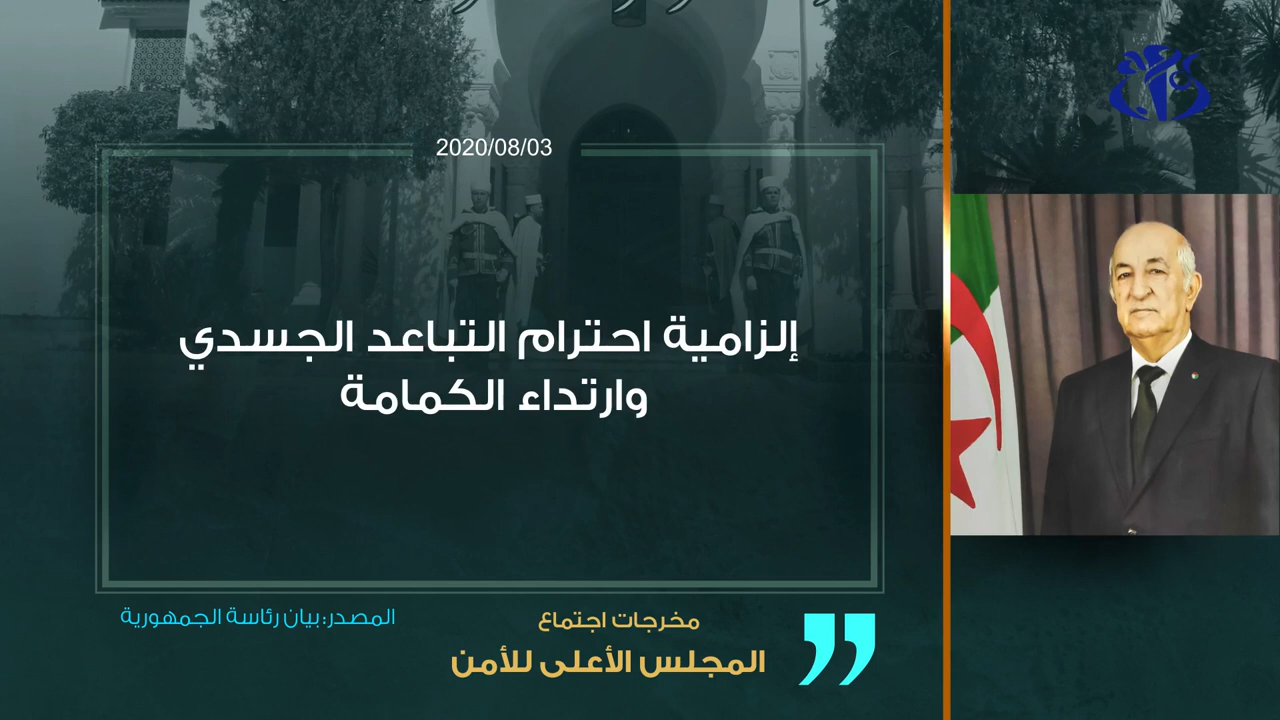 2020/08/03
إلزامية احترام التباعد الجسدي
وارتداء الكمامة
مخرجات اجتماع
المجلس الأعلى للأمن
المصدر: بيان رئاسة الجمهورية